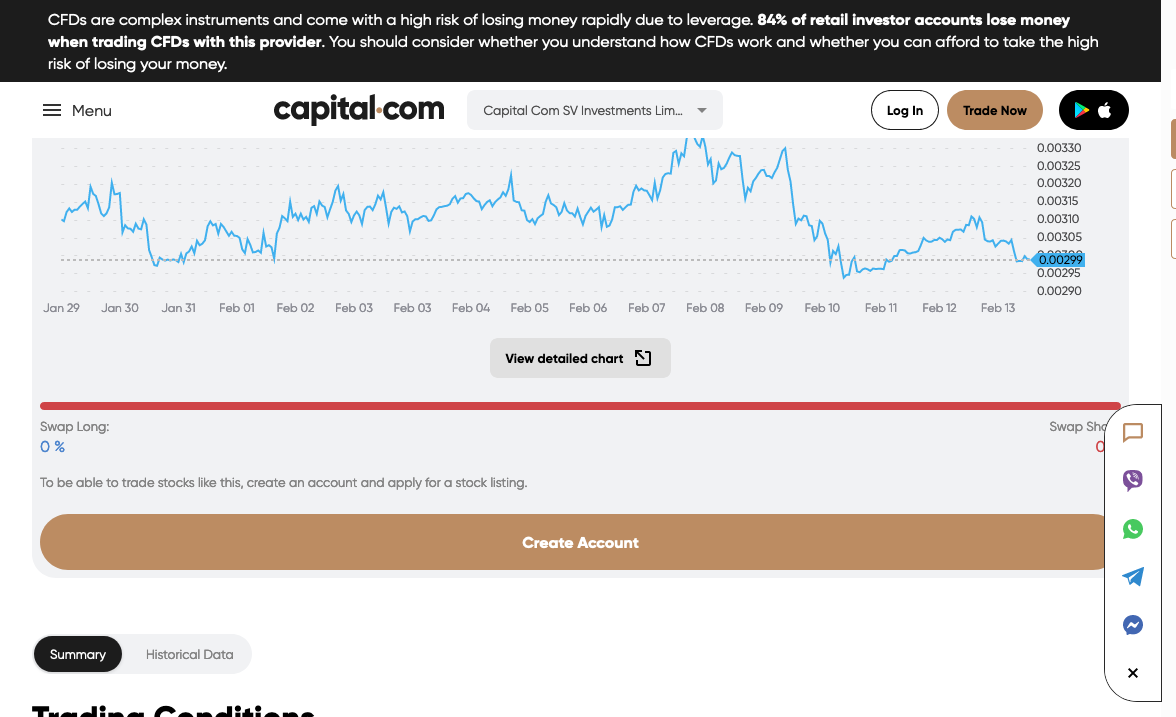 CFDs are complex instruments and come with a high risk of losing money rapidly due to leverage. 84% of retail investor accounts lose money
when trading CFDs with this provider. You should consider whether you understand how CFDs work and whether you can afford to take the high
risk of losing your money.
Menu
capital.com
Capital Com SV Investments Lim...
Log In
Trade Now
0.00330
0.00325
0.00320
0.00315
0.00310
0.00305
0.00299
0.00295
0.00290
Jan 29 Jan 30 Jan 31 Feb 01 Feb 02 Feb 03 Feb 03 Feb 04 Feb 05 Feb 06 Feb 07 Feb 08 Feb 09 Feb 10 Feb 11 Feb 12 Feb 13
View detailed chart
Swap Long:
0 %
Swap
0
To be able to trade stocks like this, create an account and apply for a stock listing.
Create Account
Summary
Historical Data
Trading Conditions